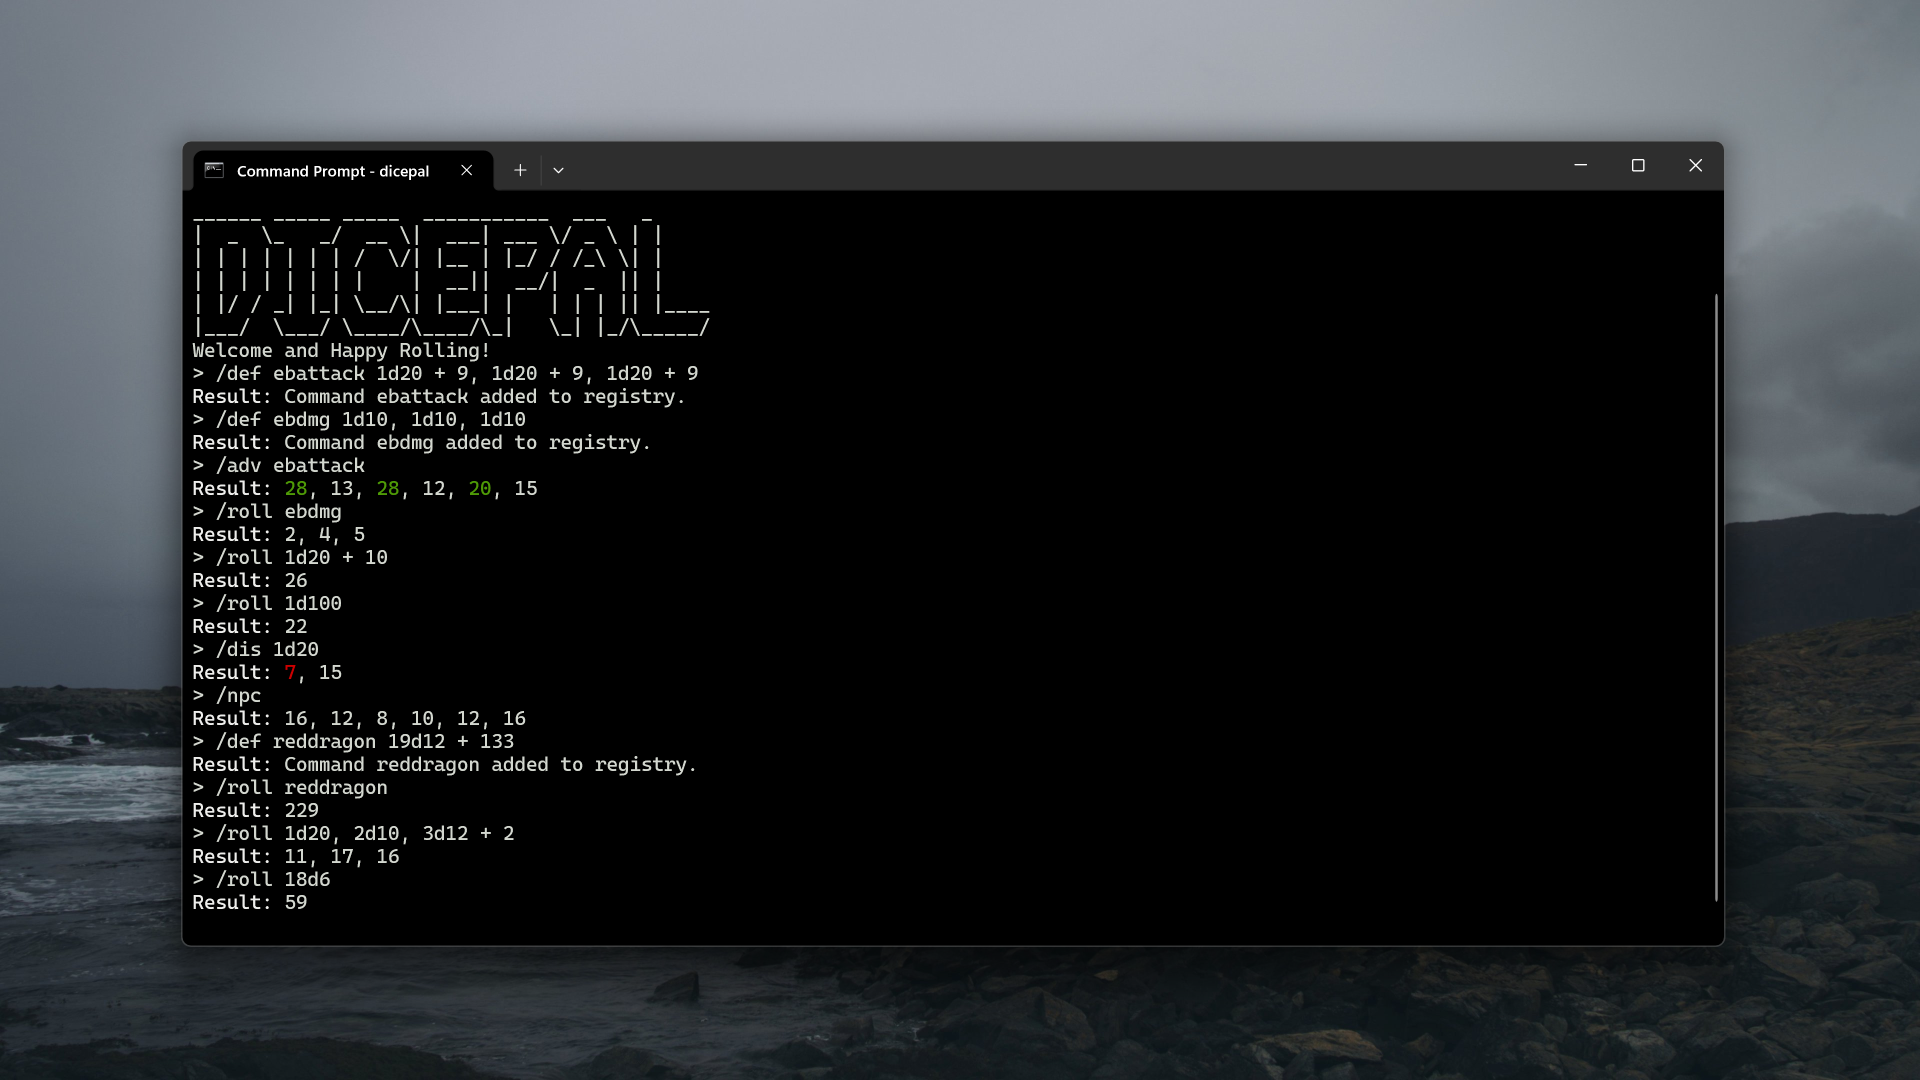 Command Prompt - dicepal
DICEPAL
Welcome and Happy Rolling!
> /def ebattack 1d20 + 9, 1d20 + 9, 1d20 + 9
Result: Command ebattack added to registry.
> /def ebdmg 1d10, 1d10, 1d10
Result: Command ebdmg added to registry.
> /adv ebattack
Result: 28, 13, 28, 12, 20, 15
> /roll ebdmg
Result: 2, 4, 5
> /roll 1d20 + 10
Result: 26
> /roll 1d100
Result: 22
> /dis 1d20
Result: 7, 15
> /npc
Result: 16, 12, 8, 10, 12, 16
> /def reddragon 19d12 + 133
Result: Command reddragon added to registry.
> /roll reddragon
Result: 229
> /roll 1d20, 2d10, 3d12 + 2
Result: 11, 17, 16
> /roll 18d6
Result: 59